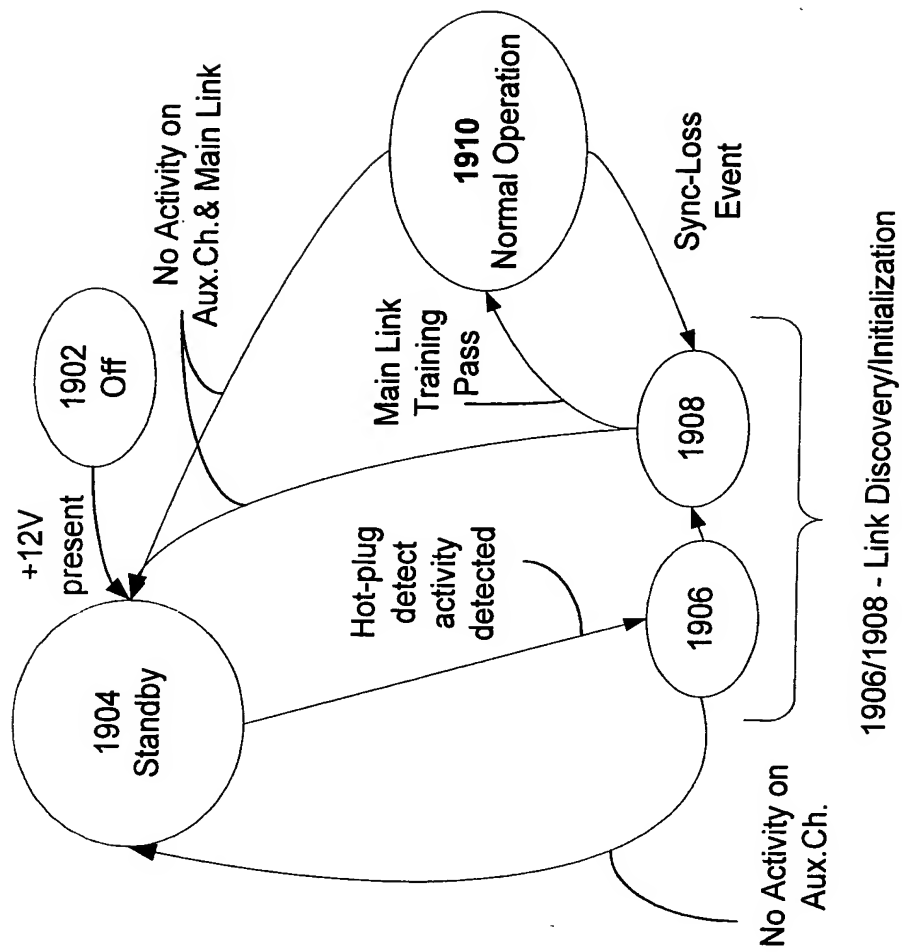 1902
Off
+12V
present
1904
Standby
No Activity on
Aux.Ch.& Main Link
Hot-plug
detect
activity
detected
Main Link
Training
Pass
1910
Normal Operation
Sync-Loss
Event
1906
1908
No Activity on
Aux.Ch.
1906/1908 - Link Discovery/Initialization